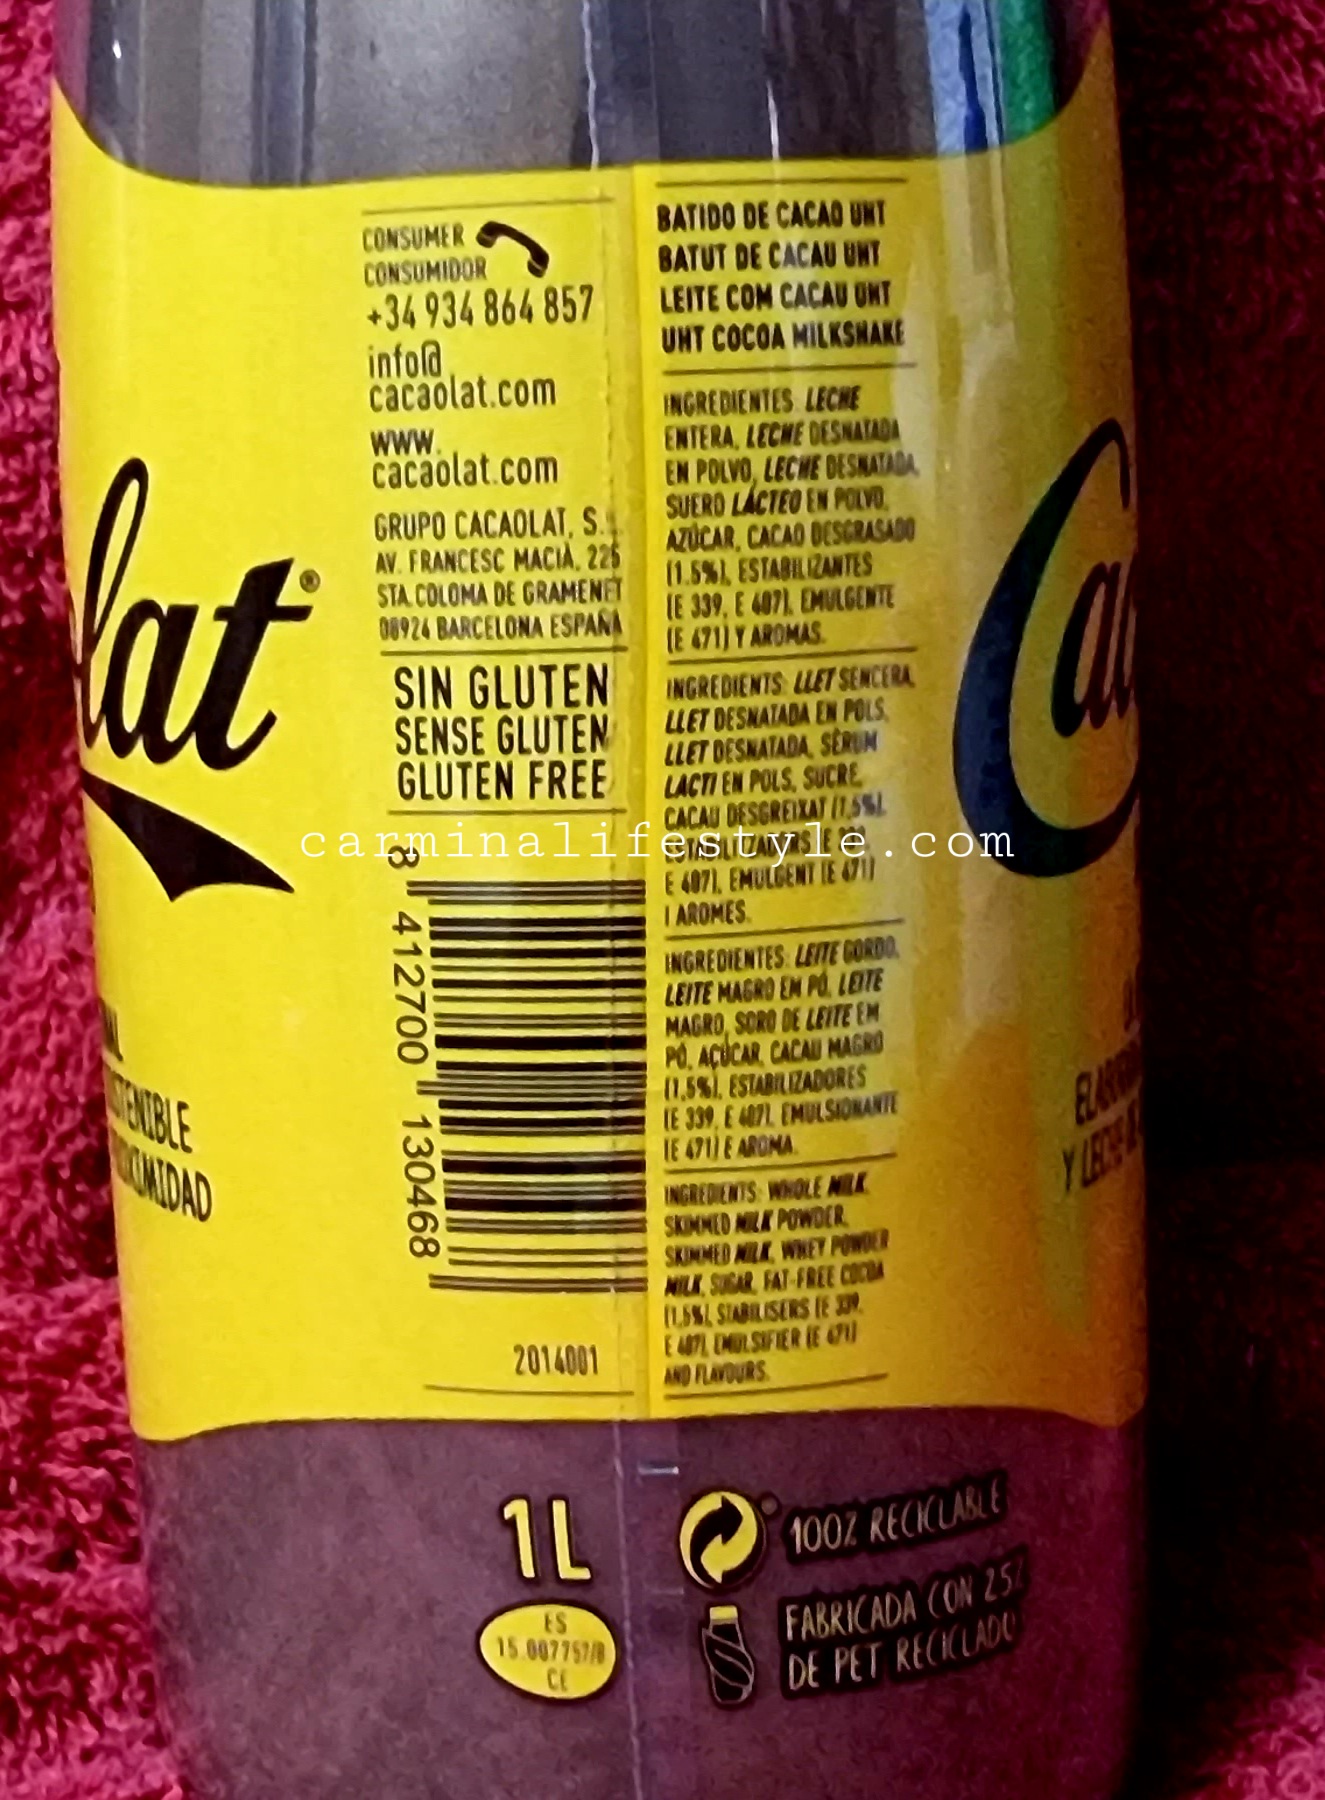 lat®
TENIBLE
XIMIDAD
CONSUMER
CONSUMIDOR
+34 934 864 857
info@
cacaolat.com
www.
cacaolat.com
GRUPO CACAOLAT, S.
AV. FRANCESC MACIÀ, 225
STA. COLOMA DE GRAMENET
08924 BARCELONA ESPAÑA
SIN GLUTEN
SENSE GLUTEN
GLUTEN FREE
8 412700 130468
2014001
BATIDO DE CACAO UHT
BATUT DE CACAU UHT
LEITE COM CACAU UHT
UHT COCOA MILKSHAKE
INGREDIENTES: LECHE
ENTERA, LECHE DESNATADA
EN POLVO, LECHE DESNATADA,
SUERO LÁCTEO EN POLVO,
AZÚCAR, CACAO DESGRASADO
(1.5%), ESTABILIZANTES
(E 339, E 407), EMULGENTE
(E 471) Y AROMAS.
INGREDIENTS: LLET SENCERA,
LLET DESNATADA EN POLS,
LLET DESNATADA, SÈRUM
LACTI EN POLS, SUCRE,
CACAU DESGREIXAT (1,5%),
ESTABILITZADORS (E
E 407), EMULGENT (E 471)
I AROMES.
INGREDIENTES: LEITE GORDO,
LEITE MAGRO EM PÓ, LEITE
MAGRO, SORO DE LEITE EM
PÓ, AÇÚCAR, CACAU MAGRO
(1,5%), ESTABILIZADORES
(E 339, E 407), EMULSIONANTE
(E 471) E AROMA.
INGREDIENTS: WHOLE MILK,
SKIMMED MILK POWDER,
SKIMMED MILK, WHEY POWDER
MILK, SUGAR, FAT-FREE COCOA
(1,5%), STABILISERS (E 339,
E 407), EMULSIFIER (E 471)
AND FLAVOURS.
Cac
Y LECHE
carminalifestyle.com
1L
ES
15.007757/B
CE
100% RECICLABLE
FABRICADA CON 25%
DE PET RECICLADO